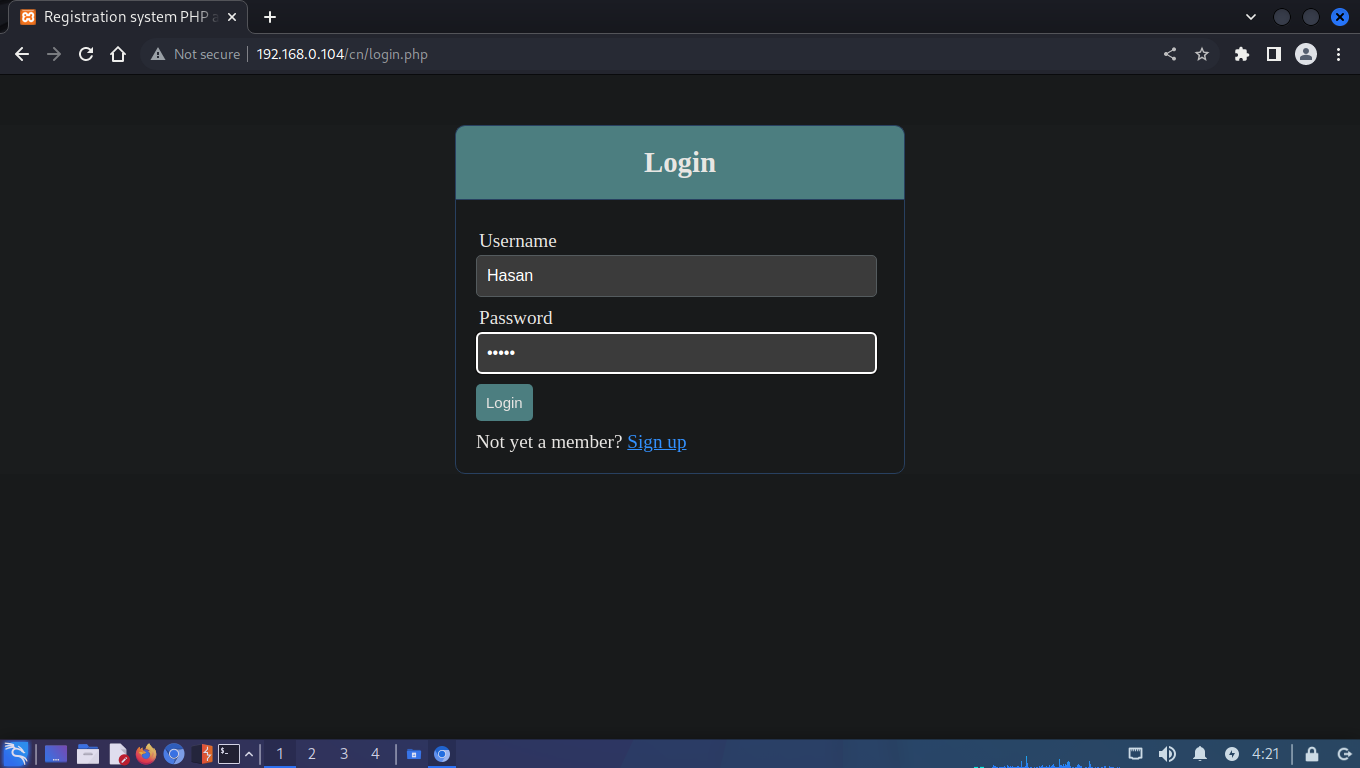 Registration system PHP a
Not secure 192.168.0.104/cn/login.php
Login
Username
Hasan
Password
•••••
Login
Not yet a member? Sign up
1 2 3 4 4:21